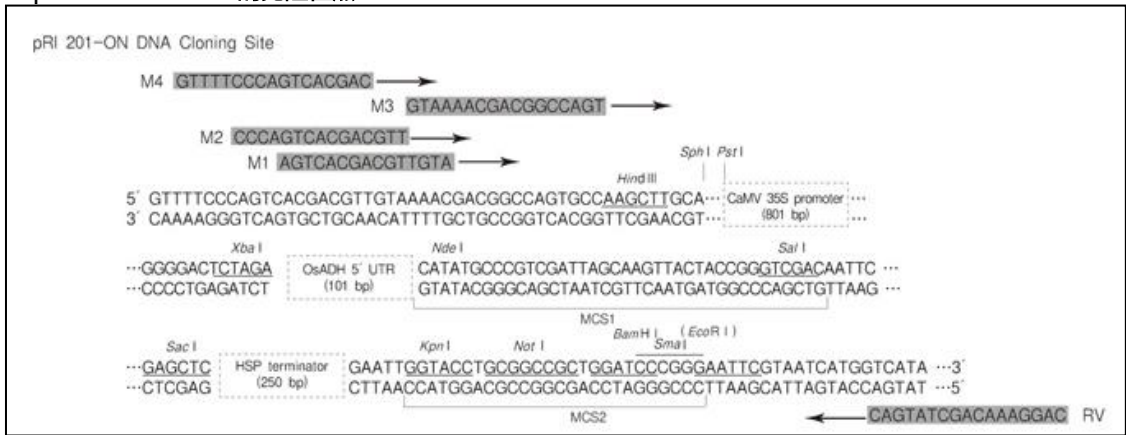 pRI 201-ON DNA Cloning Site
M4 GTTTTCCCAGTCACGAC
M3 GTAAAACGACGGCCAGT
M2 CCCAGTCACGACGTT
M1 AGTCACGACGTTGTA
Sph I Pst I
Hind III
5´ GTTTTCCCAGTCACGACGTTGTAAAACGACGGCCAGTGCCAAGCTTGCA··· CaMV 35S promoter ···
3´ CAAAAGGGTCAGTGCTGCAACATTTTGCTGCCGGTCACGGTTCGAACGT··· (801 bp) ···
Xba I Nde I Sal I
···GGGGACTCTAGA OsADH 5´ UTR CATATGCCCGTCGATTAGCAAGTTACTACCGGGTCGACAATTC ···
···CCCCTGAGATCT (101 bp) GTATACGGGCAGCTAATCGTTCAATGATGGCCCAGCTGTTAAG ···
MCS1
BamH I (EcoR I)
Sac I Kpn I Not I Sma I
···GAGCTC HSP terminator GAATTGGTACCTGCGGCCGCTGGATCCCGGGAATTCGTAATCATGGTCATA ···3´
···CTCGAG (250 bp) CTTAACCATGGACGCCGGCGACCTAGGGCCCTTAAGCATTAGTACCAGTAT ···5´
MCS2
CAGTATCGACAAAGGAC RV